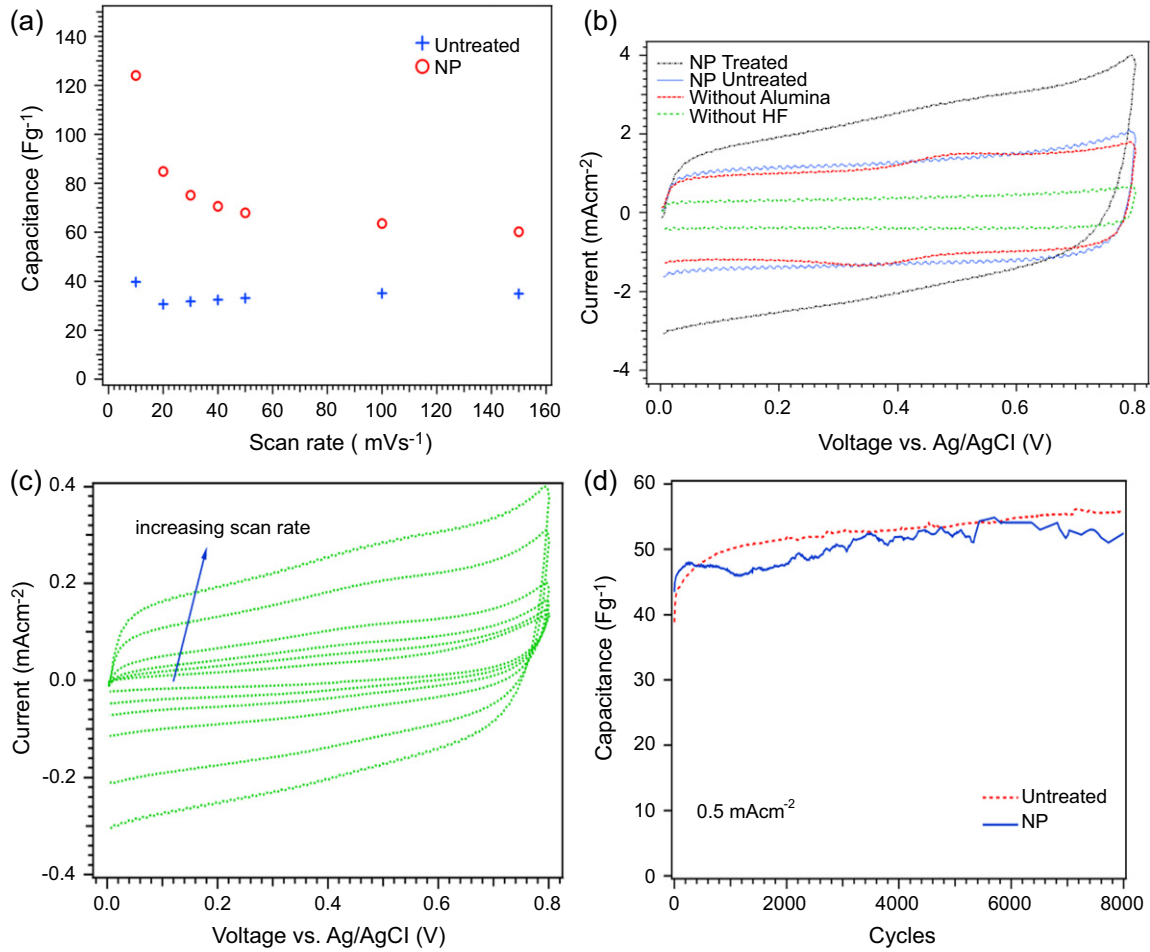 (a)
140
120
100
80
60
40
20
0
Capacitance (Fg-1)
Untreated
NP
0 20 40 60 80 100 120 140 160
Scan rate ( mVs-1)
(b)
4
2
0
-2
-4
Current (mAcm-2)
NP Treated
NP Untreated
Without Alumina
Without HF
0.0 0.2 0.4 0.6 0.8
Voltage vs. Ag/AgCl (V)
(c)
0.4
0.2
0.0
-0.2
-0.4
Current (mAcm-2)
increasing scan rate
0.0 0.2 0.4 0.6 0.8
Voltage vs. Ag/AgCl (V)
(d)
60
50
40
30
20
10
0
Capacitance (Fg-1)
0.5 mAcm-2
Untreated
NP
0 2000 4000 6000 8000
Cycles